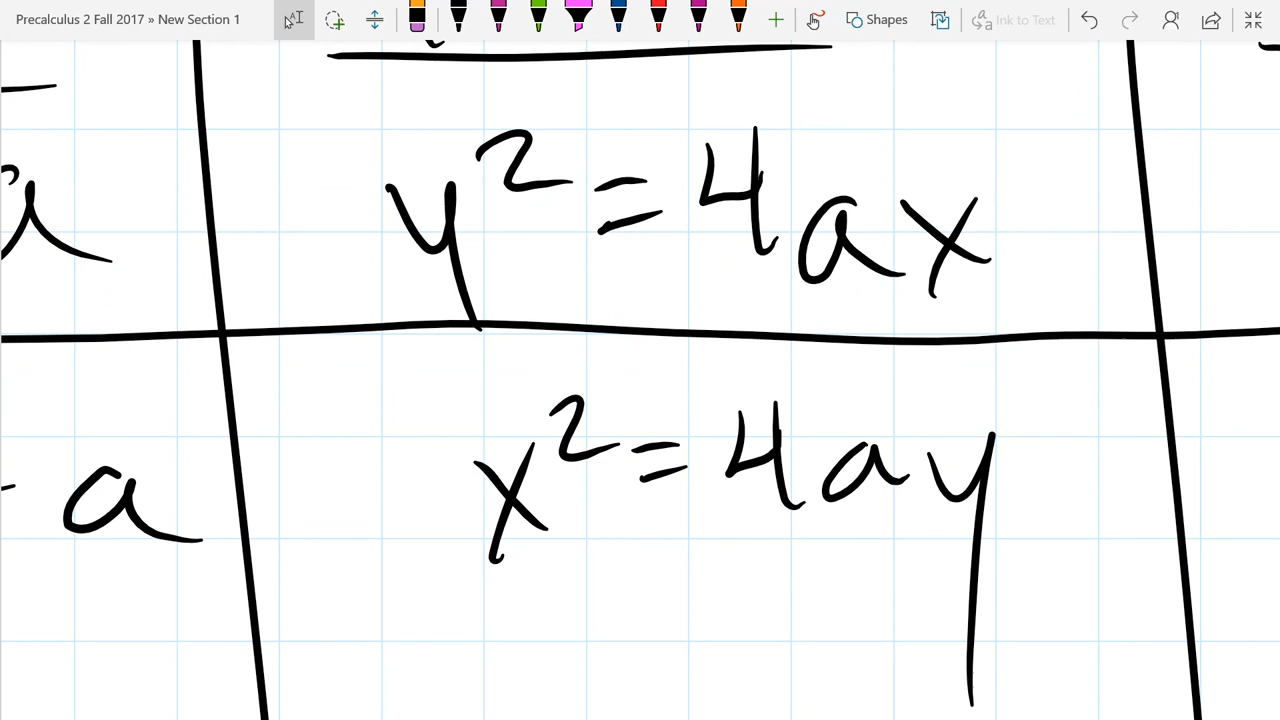 Precalculus 2 Fall 2017 » New Section 1
Shapes
Ink to Text
a
y² = 4ax
a
x² = 4ay